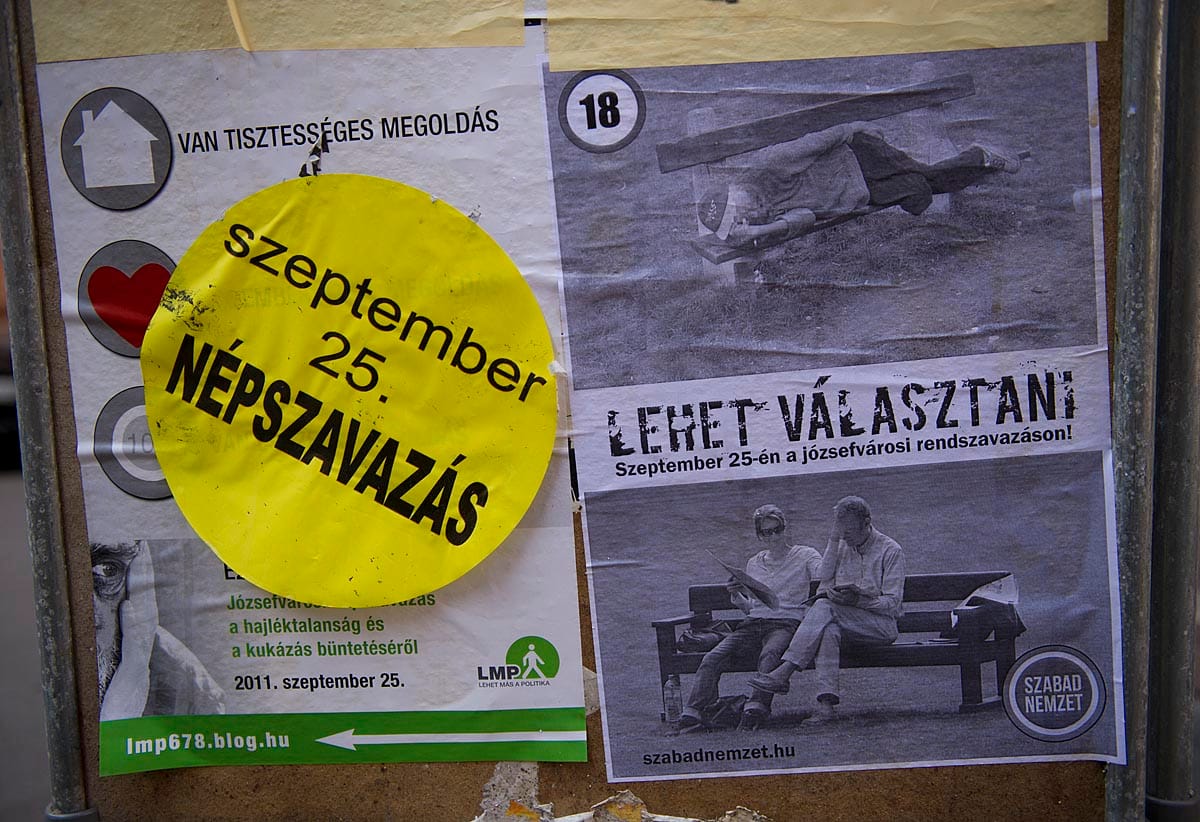 VAN TISZTESSÉGES MEGOLDÁS
szeptember
25.
NÉPSZAVAZÁS
a hajléktalanság és
a kukázás büntetéséről
2011. szeptember 25.
LMP
LEHET MÁS A POLITIKA
lmp678.blog.hu
18
LEHET VÁLASZTANI
Szeptember 25-én a józsefvárosi rendszavazáson!
SZABAD
NEMZET
szabadnemzet.hu